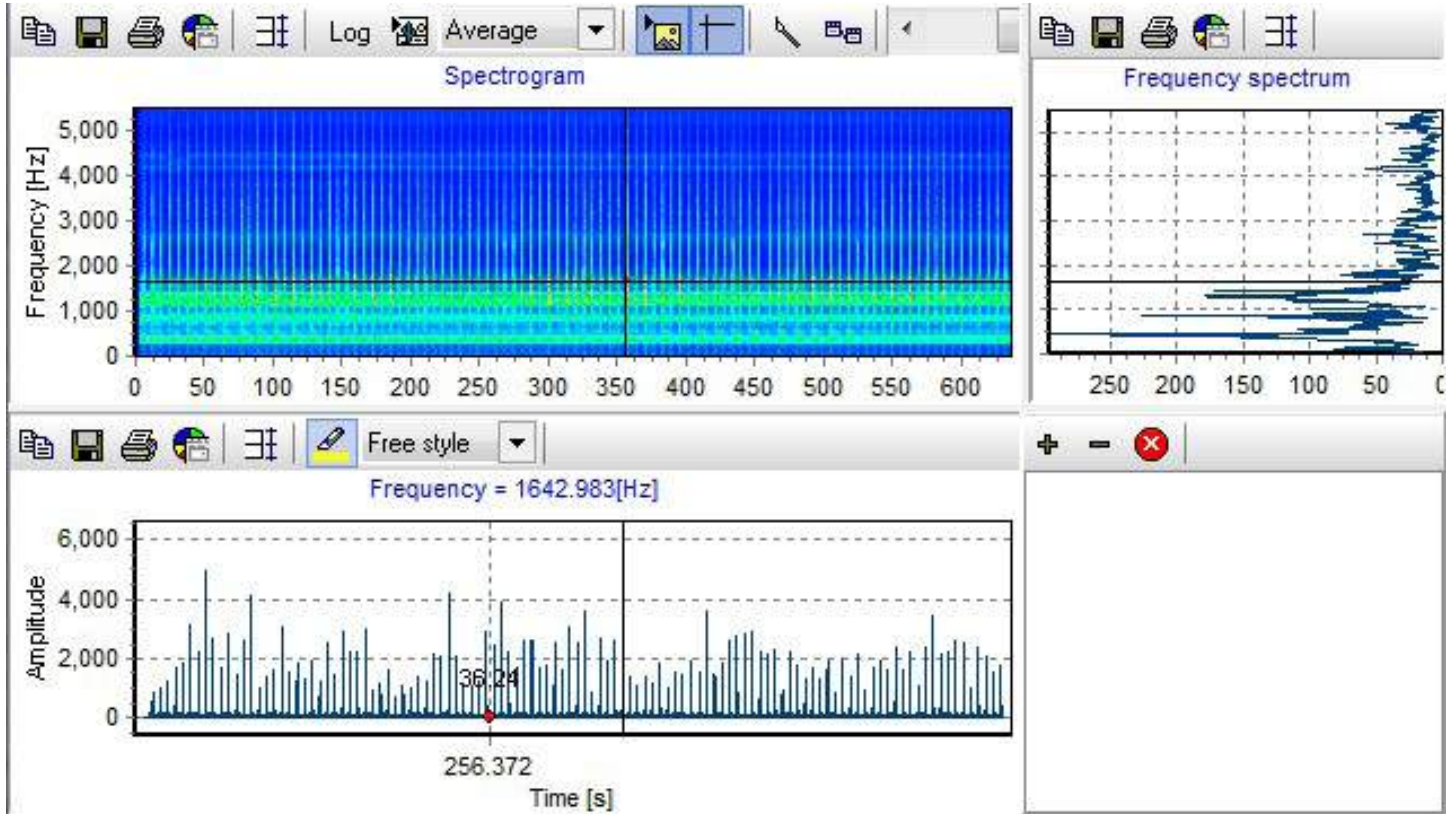 Log Average
Spectrogram
Frequency [Hz]
5,000
4,000
3,000
2,000
1,000
0
0 50 100 150 200 250 300 350 400 450 500 550 600
Frequency spectrum
250 200 150 100 50 0
Free style
Frequency = 1642.983[Hz]
Amplitude
6,000
4,000
2,000
0
36.24
256.372
Time [s]